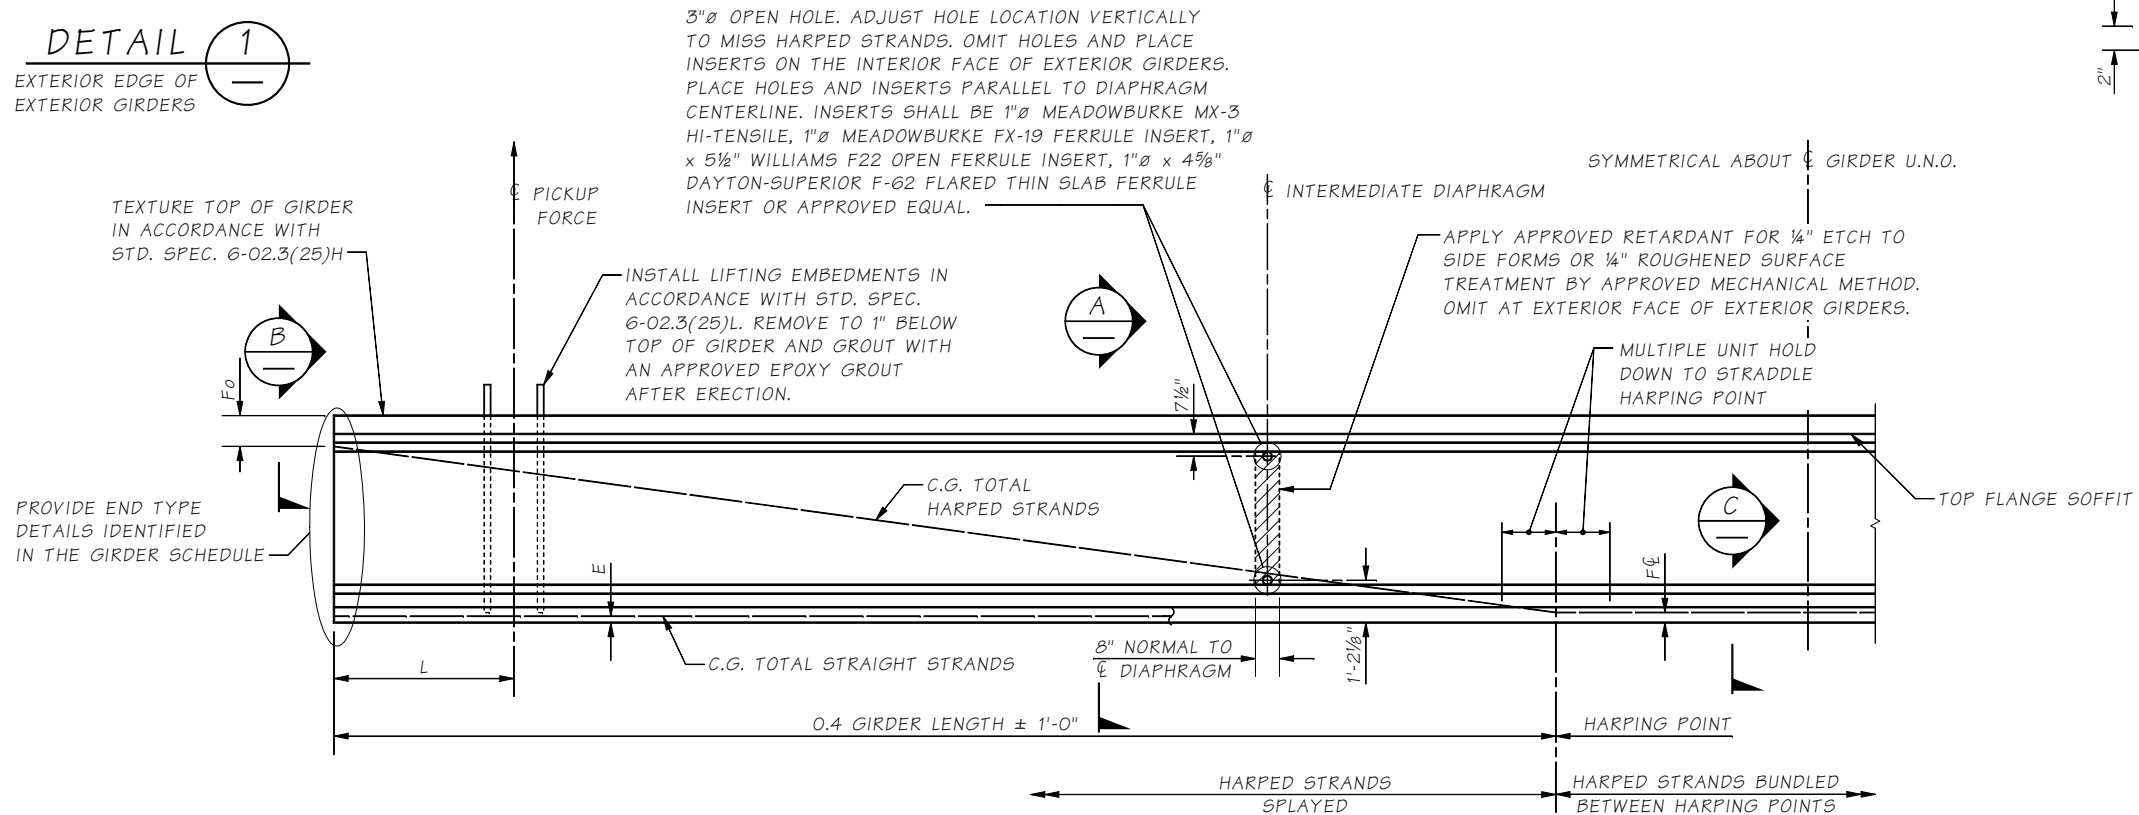 DETAIL 1
EXTERIOR EDGE OF
EXTERIOR GIRDERS
3"ø OPEN HOLE. ADJUST HOLE LOCATION VERTICALLY
TO MISS HARPED STRANDS. OMIT HOLES AND PLACE
INSERTS ON THE INTERIOR FACE OF EXTERIOR GIRDERS.
PLACE HOLES AND INSERTS PARALLEL TO DIAPHRAGM
CENTERLINE. INSERTS SHALL BE 1"ø MEADOWBURKE MX-3
HI-TENSILE, 1"ø MEADOWBURKE FX-19 FERRULE INSERT, 1"ø
x 5½" WILLIAMS F22 OPEN FERRULE INSERT, 1"ø x 4⅝"
DAYTON-SUPERIOR F-62 FLARED THIN SLAB FERRULE
INSERT OR APPROVED EQUAL.
2"
SYMMETRICAL ABOUT ℄ GIRDER U.N.O.
℄ PICKUP
FORCE
℄ INTERMEDIATE DIAPHRAGM
TEXTURE TOP OF GIRDER
IN ACCORDANCE WITH
STD. SPEC. 6-02.3(25)H
INSTALL LIFTING EMBEDMENTS IN
ACCORDANCE WITH STD. SPEC.
6-02.3(25)L. REMOVE TO 1" BELOW
TOP OF GIRDER AND GROUT WITH
AN APPROVED EPOXY GROUT
AFTER ERECTION.
APPLY APPROVED RETARDANT FOR ¼" ETCH TO
SIDE FORMS OR ¼" ROUGHENED SURFACE
TREATMENT BY APPROVED MECHANICAL METHOD.
OMIT AT EXTERIOR FACE OF EXTERIOR GIRDERS.
B
A
MULTIPLE UNIT HOLD
DOWN TO STRADDLE
HARPING POINT
Fo
7½"
C.G. TOTAL
HARPED STRANDS
C
TOP FLANGE SOFFIT
PROVIDE END TYPE
DETAILS IDENTIFIED
IN THE GIRDER SCHEDULE
E
F℄
8" NORMAL TO
℄ DIAPHRAGM
1'-2⅛"
C.G. TOTAL STRAIGHT STRANDS
L
0.4 GIRDER LENGTH ± 1'-0"
HARPING POINT
HARPED STRANDS
SPLAYED
HARPED STRANDS BUNDLED
BETWEEN HARPING POINTS